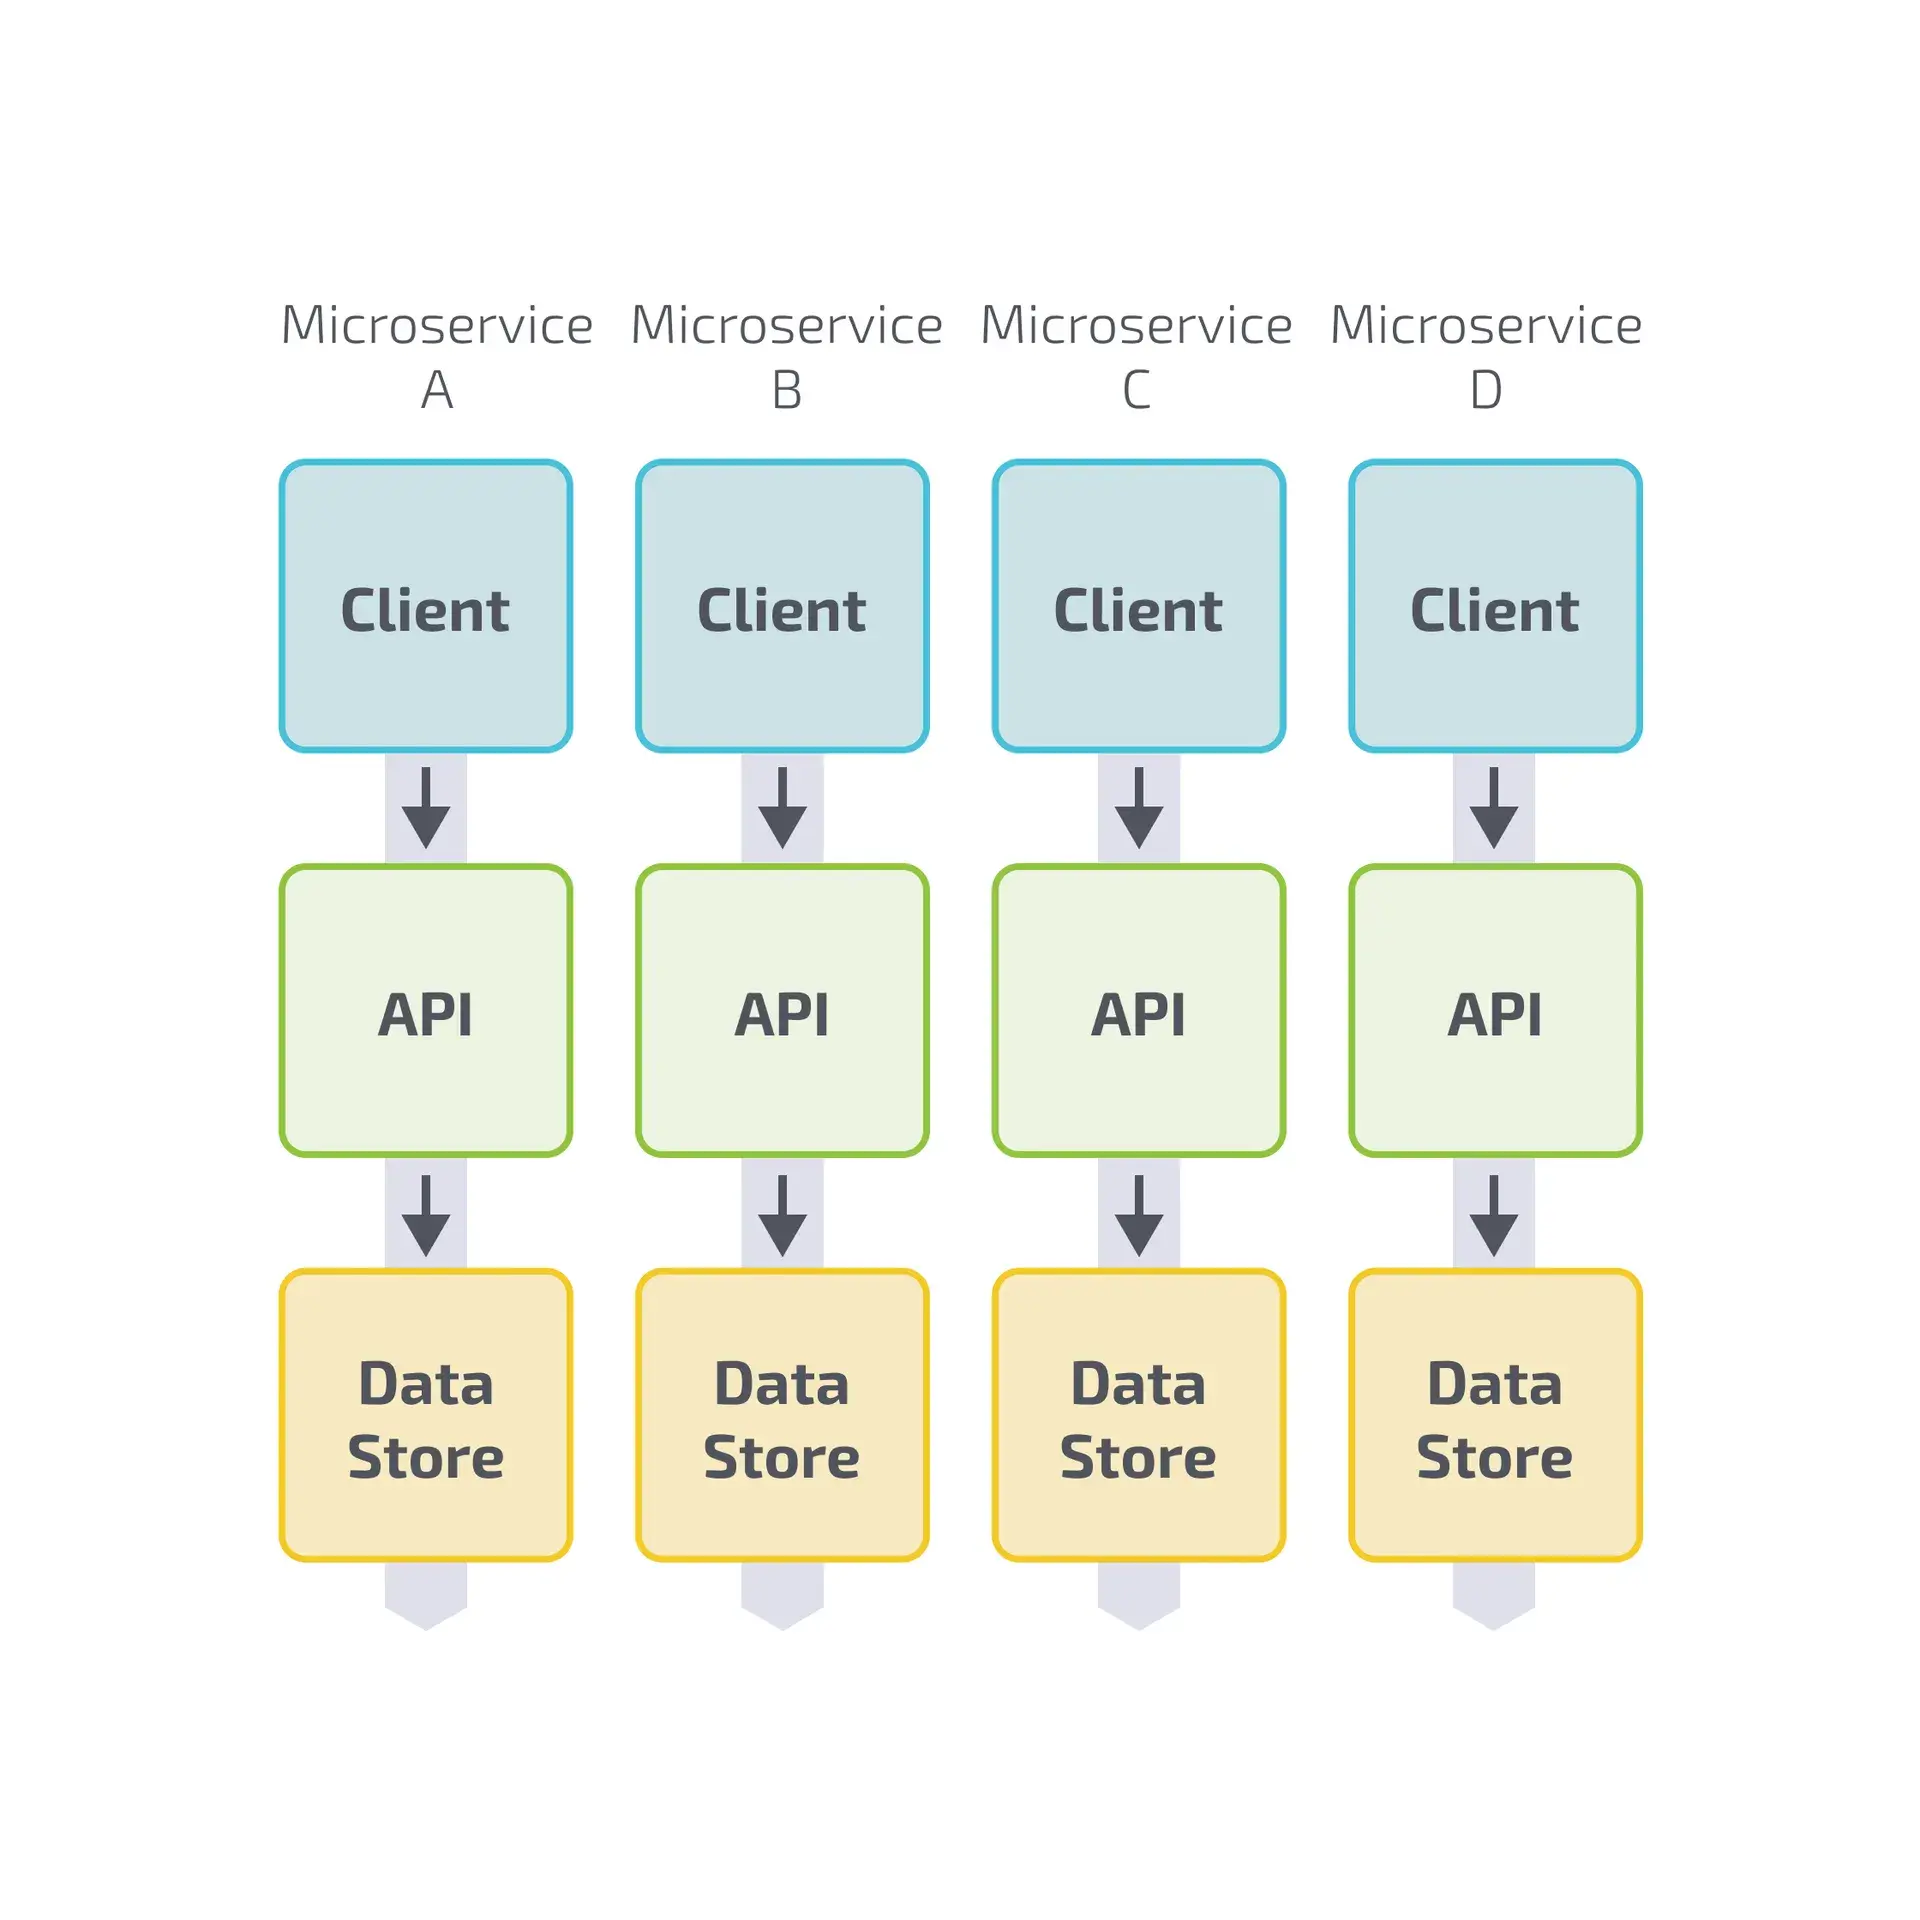 Microservice
A
Microservice
B
Microservice
C
Microservice
D
Client
Client
Client
Client
API
API
API
API
Data
Store
Data
Store
Data
Store
Data
Store